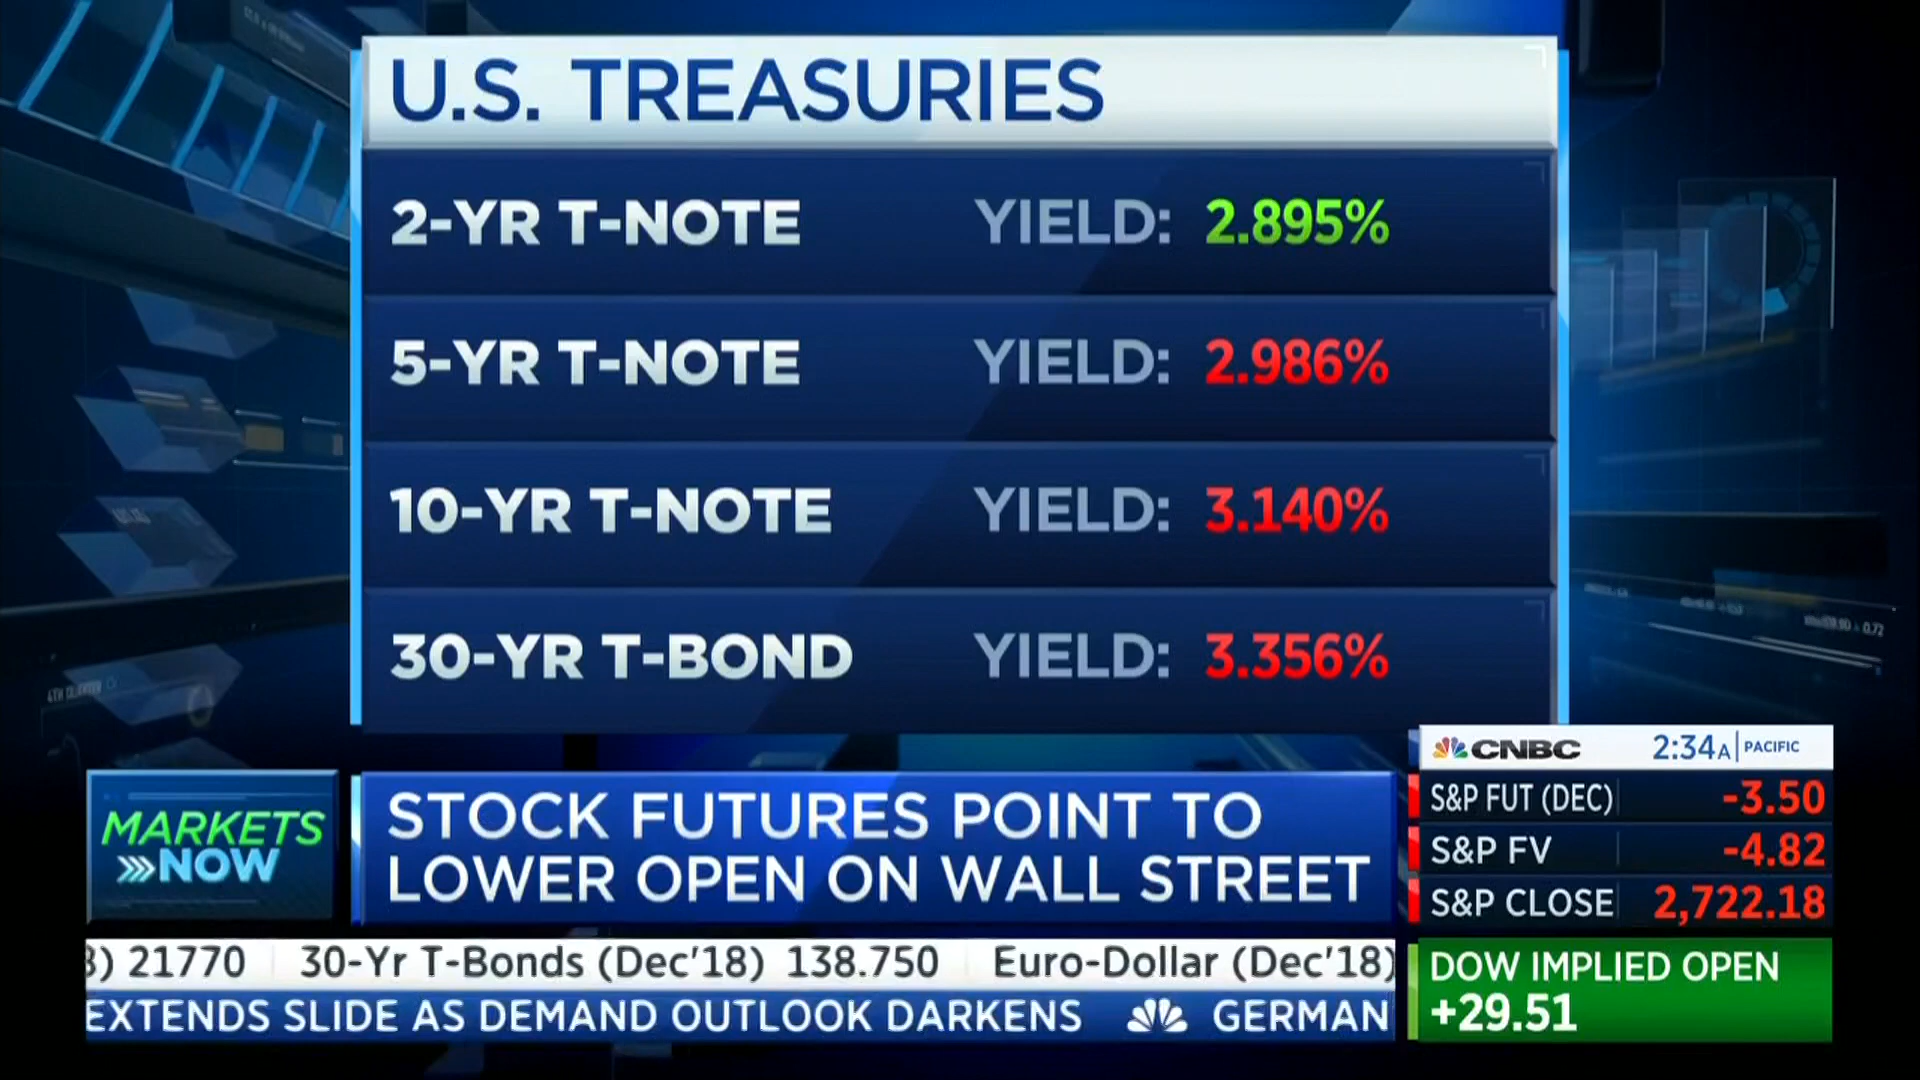 U.S. TREASURIES
2-YR T-NOTE YIELD: 2.895%
5-YR T-NOTE YIELD: 2.986%
10-YR T-NOTE YIELD: 3.140%
30-YR T-BOND YIELD: 3.356%
4TH QUARTER
CNBC 2:34A PACIFIC
S&P FUT (DEC) -3.50
S&P FV -4.82
S&P CLOSE 2,722.18
MARKETS
NOW
STOCK FUTURES POINT TO
LOWER OPEN ON WALL STREET
) 21770 30-Yr T-Bonds (Dec'18) 138.750 Euro-Dollar (Dec'18)
EXTENDS SLIDE AS DEMAND OUTLOOK DARKENS GERMAN
DOW IMPLIED OPEN
+29.51